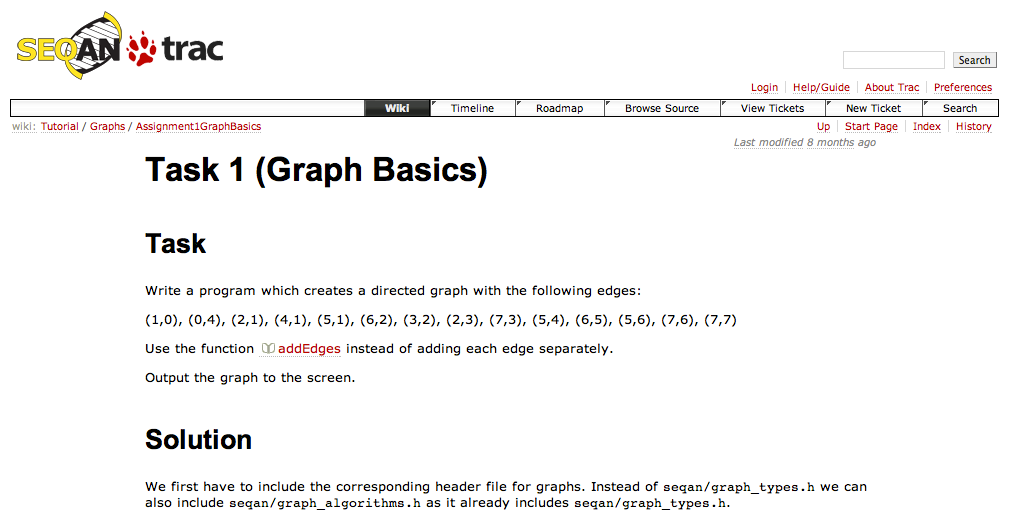 SEQAN trac
Search
Login Help/Guide About Trac Preferences
Wiki Timeline Roadmap Browse Source View Tickets New Ticket Search
wiki: Tutorial / Graphs / Assignment1GraphBasics Up Start Page Index History
Last modified 8 months ago
Task 1 (Graph Basics)
Task
Write a program which creates a directed graph with the following edges:
(1,0), (0,4), (2,1), (4,1), (5,1), (6,2), (3,2), (2,3), (7,3), (5,4), (6,5), (5,6), (7,6), (7,7)
Use the function addEdges instead of adding each edge separately.
Output the graph to the screen.
Solution
We first have to include the corresponding header file for graphs. Instead of seqan/graph_types.h we can
also include seqan/graph_algorithms.h as it already includes seqan/graph_types.h.